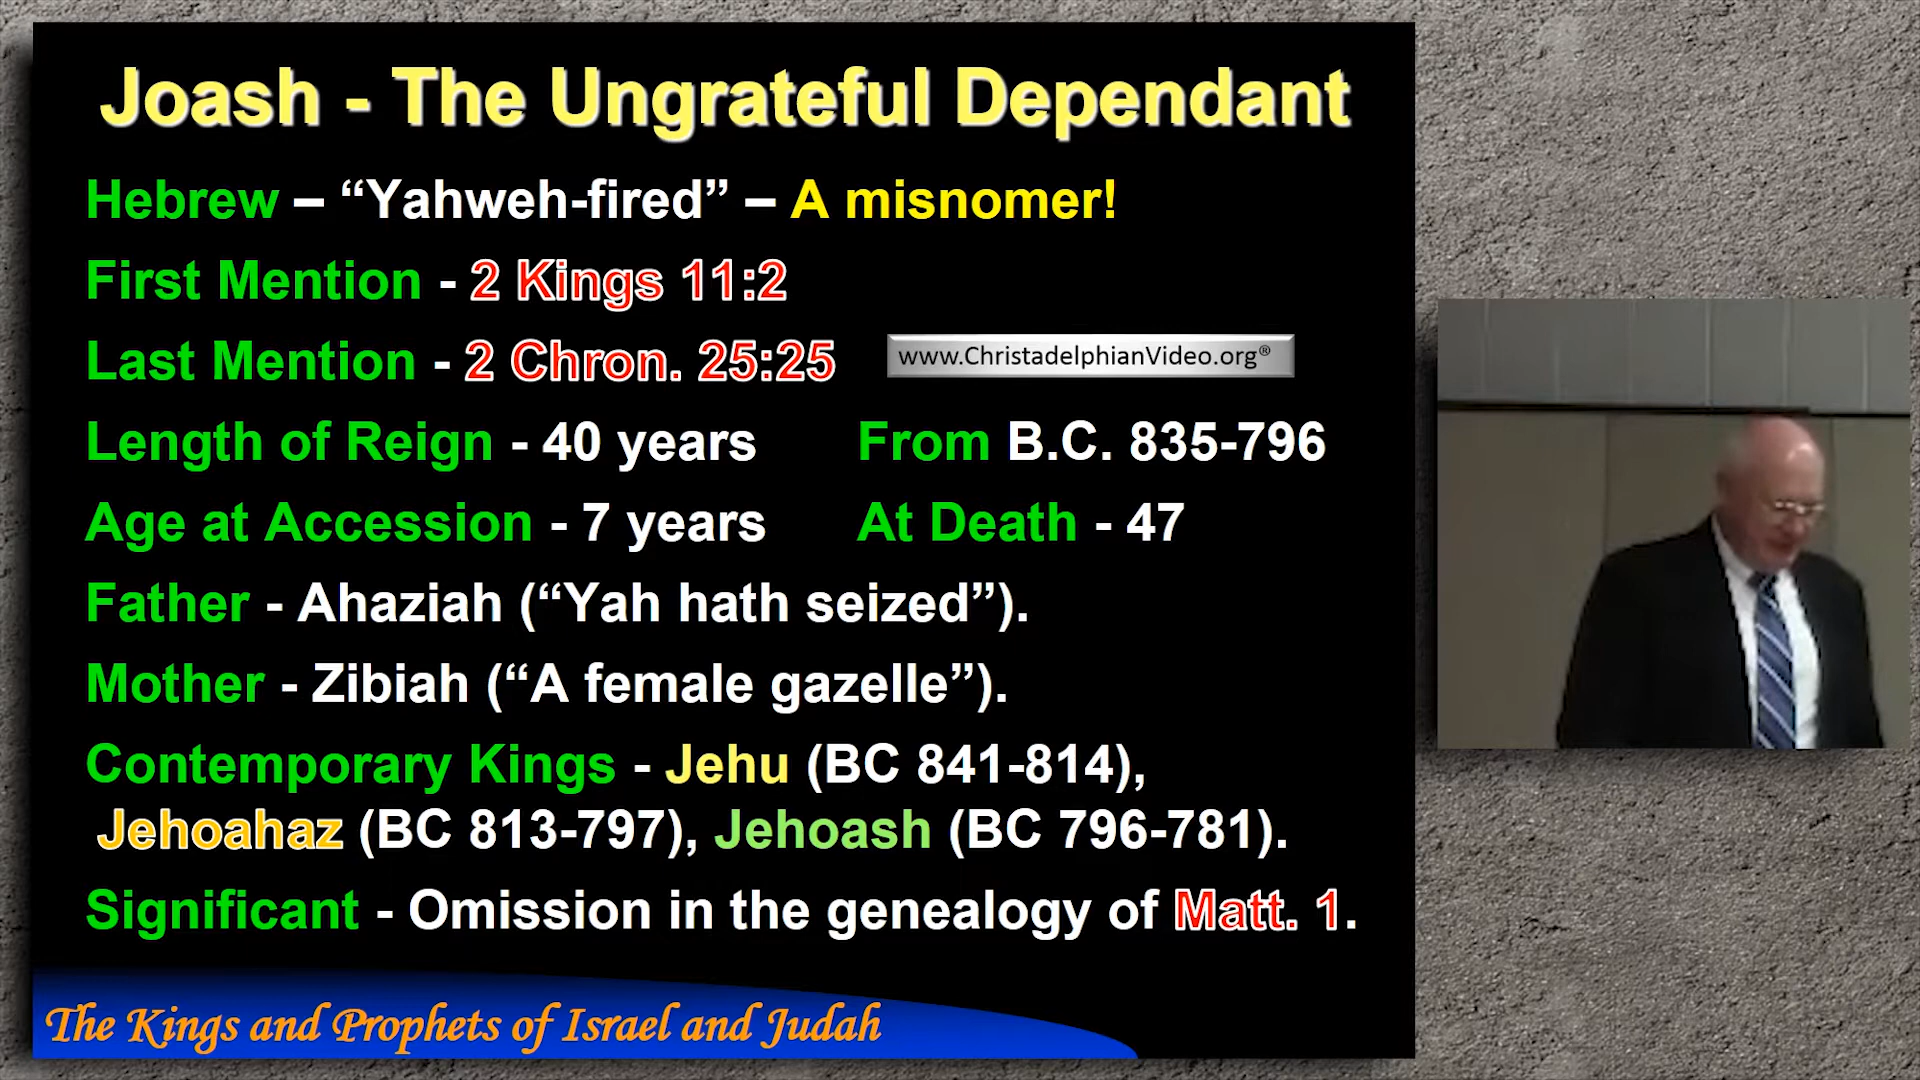 Joash - The Ungrateful Dependant
Hebrew – “Yahweh-fired” – A misnomer!
First Mention - 2 Kings 11:2
Last Mention - 2 Chron. 25:25
www.ChristadelphianVideo.org®
Length of Reign - 40 years From B.C. 835-796
Age at Accession - 7 years At Death - 47
Father - Ahaziah (“Yah hath seized”).
Mother - Zibiah (“A female gazelle”).
Contemporary Kings - Jehu (BC 841-814),
Jehoahaz (BC 813-797), Jehoash (BC 796-781).
Significant - Omission in the genealogy of Matt. 1.
The Kings and Prophets of Israel and Judah